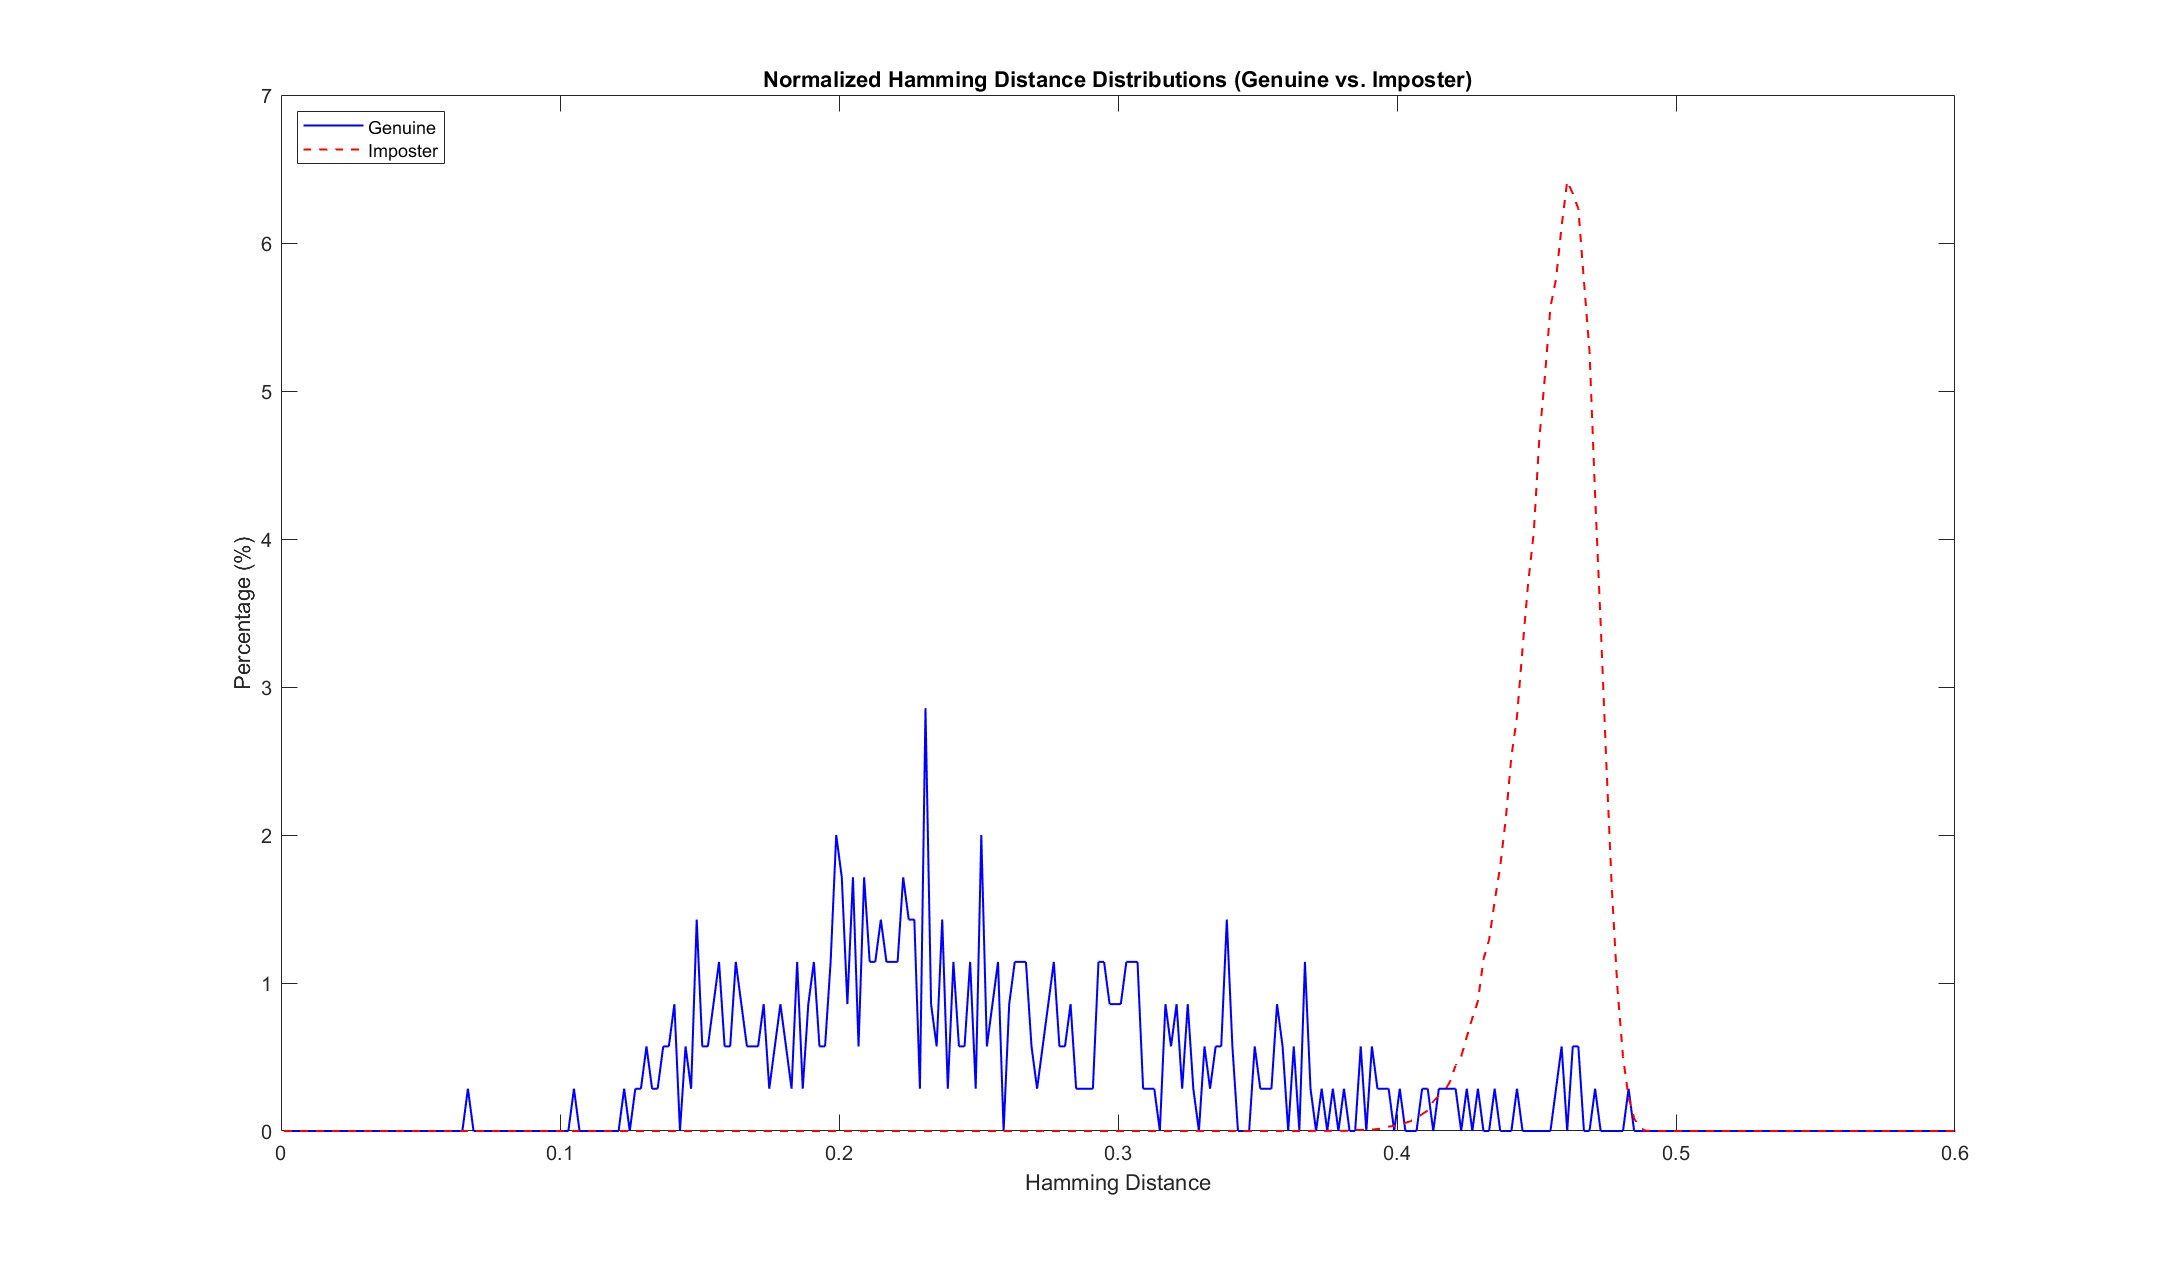 Normalized Hamming Distance Distributions (Genuine vs. Imposter)
7
Genuine
Imposter
6
5
4
3
2
1
0
Percentage (%)
0 0.1 0.2 0.3 0.4 0.5 0.6
Hamming Distance